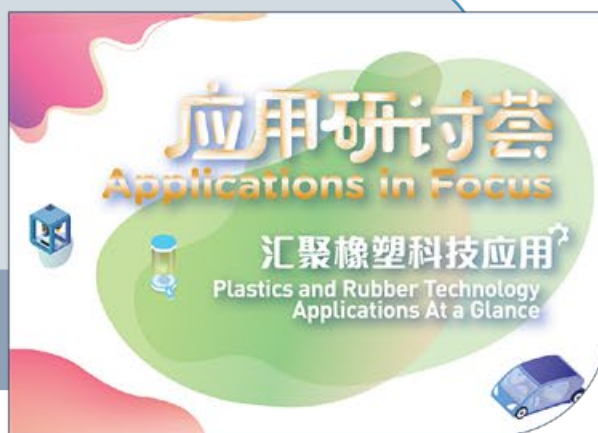 应用研讨荟
Applications in Focus
汇聚橡塑科技应用
Plastics and Rubber Technology
Applications At a Glance